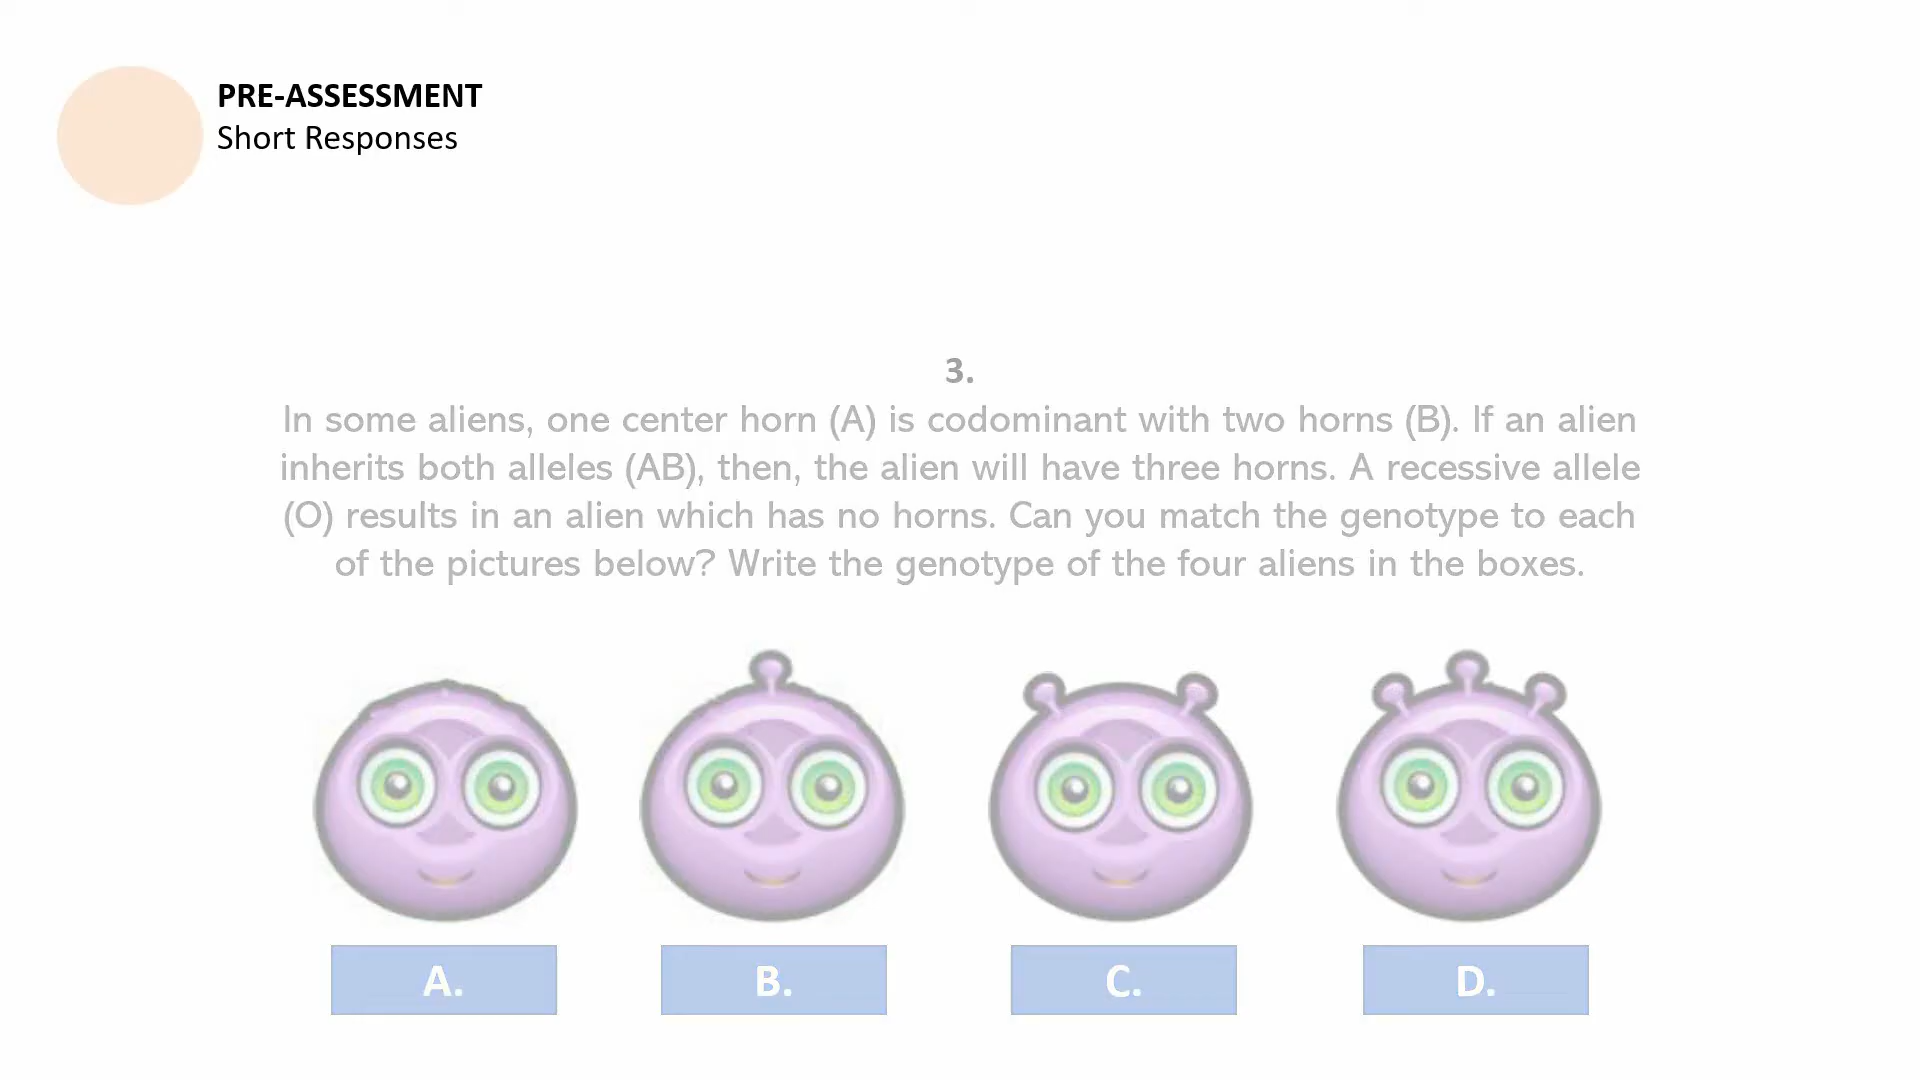 PRE-ASSESSMENT
Short Responses
3.
In some aliens, one center horn (A) is codominant with two horns (B). If an alien
inherits both alleles (AB), then, the alien will have three horns. A recessive allele
(O) results in an alien which has no horns. Can you match the genotype to each
of the pictures below? Write the genotype of the four aliens in the boxes.
A.
B.
C.
D.